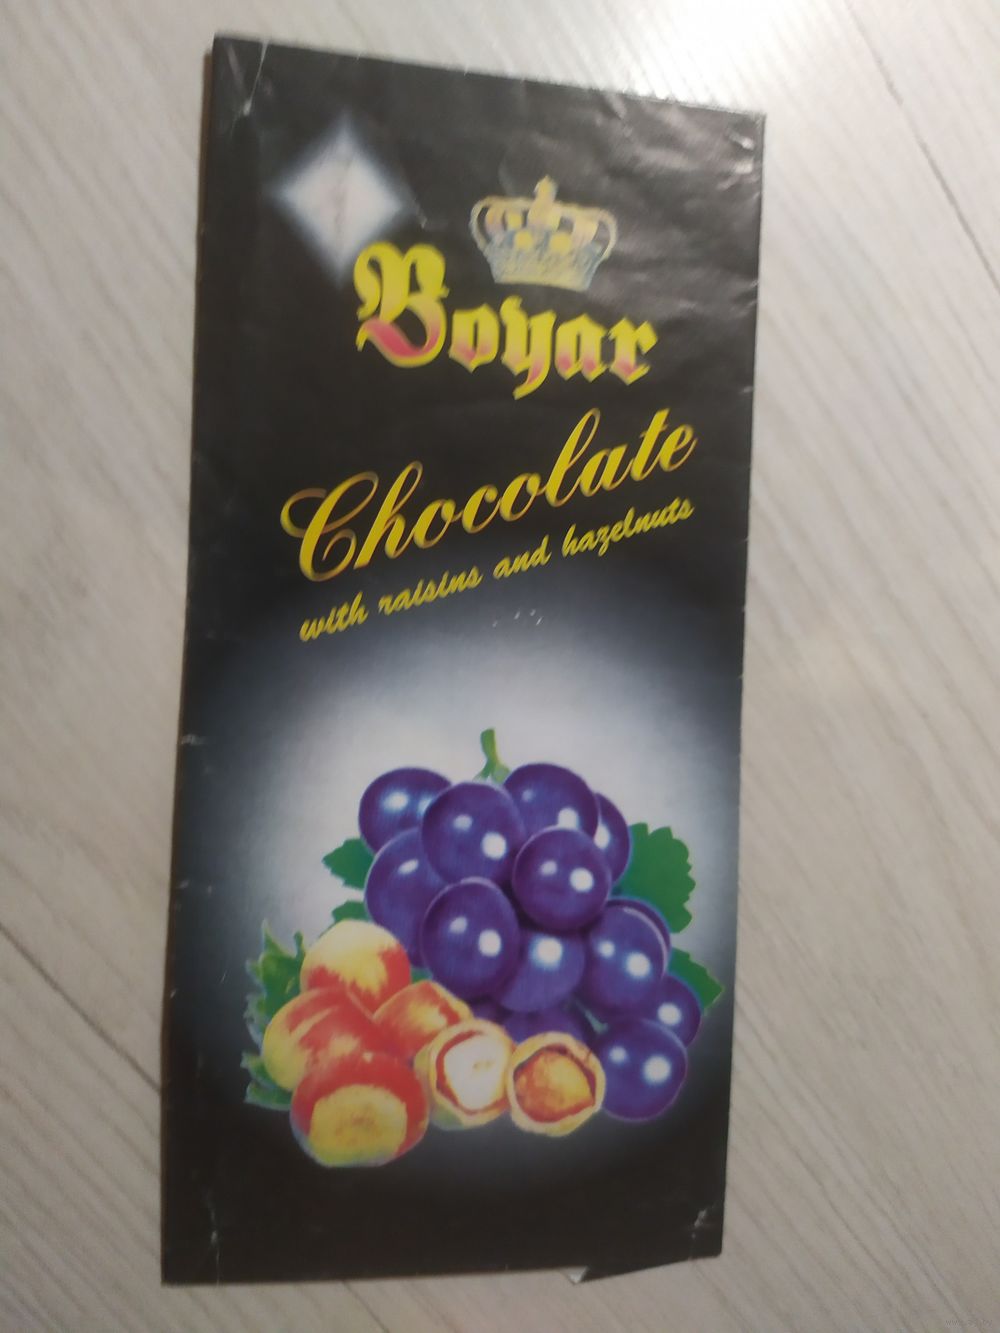 Boyar
Chocolate
with raisins and hazelnuts